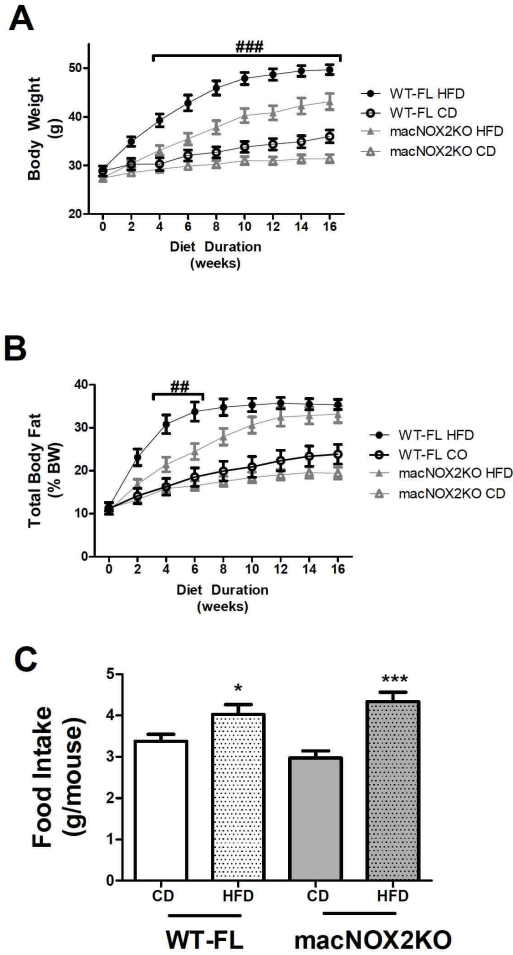 A
###
50
40
30
20
Body Weight
(g)
0 2 4 6 8 10 12 14 16
Diet Duration
(weeks)
WT-FL HFD
WT-FL CD
macNOX2KO HFD
macNOX2KO CD
B
##
40
30
20
10
0
Total Body Fat
(% BW)
0 2 4 6 8 10 12 14 16
Diet Duration
(weeks)
WT-FL HFD
WT-FL CO
macNOX2KO HFD
macNOX2KO CD
C
5
4
3
2
1
0
Food Intake
(g/mouse)
*
***
CD HFD CD HFD
WT-FL macNOX2KO